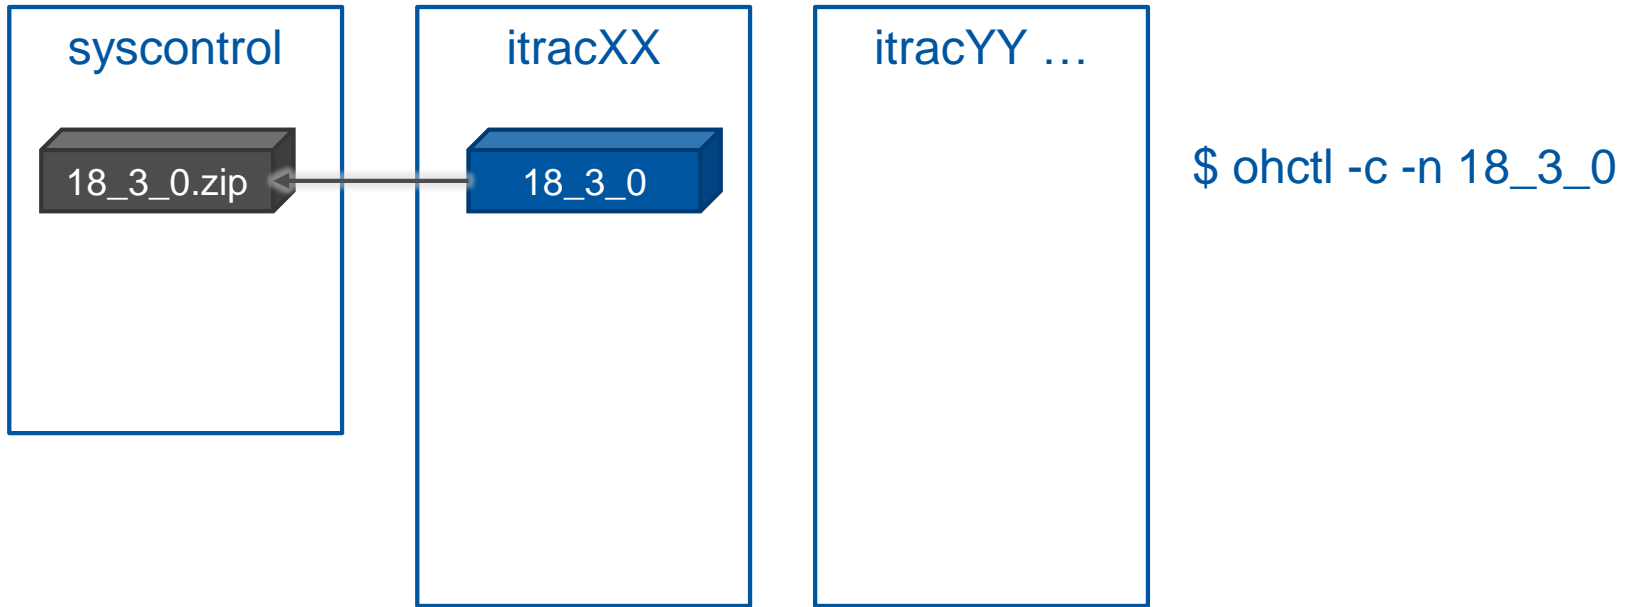 syscontrol
itracXX
itracYY …
18_3_0.zip
18_3_0
$ ohctl -c -n 18_3_0